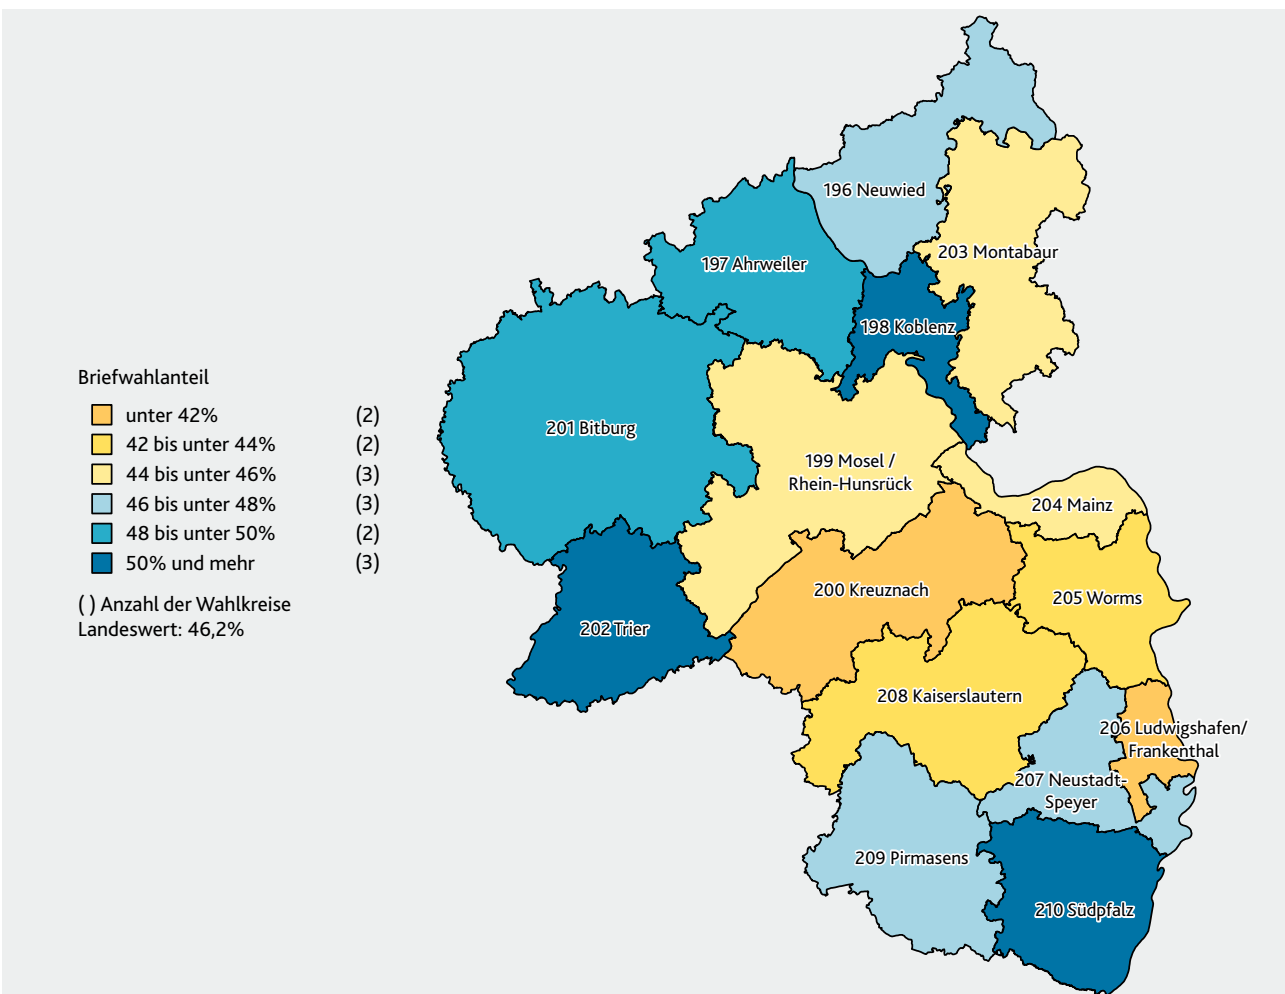 196 Neuwied
203 Montabaur
197 Ahrweiler
198 Koblenz
Briefwahlanteil
unter 42% (2)
42 bis unter 44% (2)
44 bis unter 46% (3)
46 bis unter 48% (3)
48 bis unter 50% (2)
50% und mehr (3)
( ) Anzahl der Wahlkreise
Landeswert: 46,2%
201 Bitburg
199 Mosel /
Rhein-Hunsrück
204 Mainz
200 Kreuznach
205 Worms
202 Trier
208 Kaiserslautern
206 Ludwigshafen/
Frankenthal
207 Neustadt-
Speyer
209 Pirmasens
210 Südpfalz